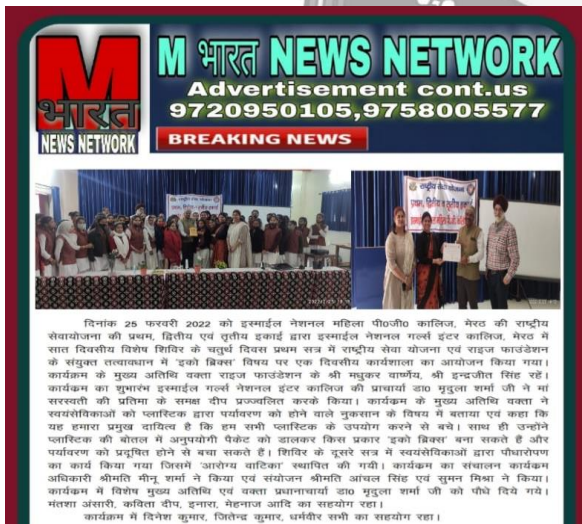 M भारत NEWS NETWORK
Advertisement cont.us
9720950105,9758005577
BREAKING NEWS
M
भारत
NEWS NETWORK
राष्ट्रीय सेवा योजना
प्रथम, द्वितीय व तृतीय इकाई
दिनांक 25 फरवरी 2022 को इस्माईल नेशनल महिला पी0जी0 कालिज, मेरठ की राष्ट्रीय
सेवायोजना की प्रथम, द्वितीय एवं तृतीय इकाई द्वारा इस्माईल नेशनल गर्ल्स इंटर कालिज, मेरठ में
सात दिवसीय विशेष शिविर के चतुर्थ दिवस प्रथम सत्र में राष्ट्रीय सेवा योजना एवं राइज फाउंडेशन
के संयुक्त तत्वावधान में 'इको ब्रिक्स' विषय पर एक दिवसीय कार्यशाला का आयोजन किया गया।
कार्यक्रम के मुख्य अतिथि वक्ता राइज फाउंडेशन के श्री मधुकर वार्ष्णेय, श्री इन्द्रजीत सिंह रहें।
कार्यक्रम का शुभारंभ इस्माईल गर्ल्स नेशनल इंटर कालिज की प्राचार्या डा0 मृदुला शर्मा जी ने मां
सरस्वती की प्रतिमा के समक्ष दीप प्रज्ज्वलित करके किया। कार्यक्रम के मुख्य अतिथि वक्ता ने
स्वयंसेविकाओं को प्लास्टिक द्वारा पर्यावरण को होने वाले नुकसान के विषय में बताया एवं कहा कि
यह हमारा प्रमुख दायित्व है कि हम सभी प्लास्टिक के उपयोग करने से बचे। साथ ही उन्होंने
प्लास्टिक की बोतल में अनुपयोगी पैकेट को डालकर किस प्रकार 'इको ब्रिक्स' बना सकते हैं और
पर्यावरण को प्रदूषित होने से बचा सकते हैं। शिविर के दूसरे सत्र में स्वयंसेविकाओं द्वारा पौधारोपण
का कार्य किया गया जिसमें 'आरोग्य वाटिका' स्थापित की गयी। कार्यक्रम का संचालन कार्यक्रम
अधिकारी श्रीमति मीनू शर्मा ने किया एवं संयोजन श्रीमति आंचल सिंह एवं सुमन मिश्रा ने किया।
कार्यक्रम में विशेष मुख्य अतिथि एवं वक्ता प्रधानाचार्या डा0 मृदुला शर्मा जी को पौधे दिये गये।
मंतशा अंसारी, कविता दीप, इनारा, मेहनाज आदि का सहयोग रहा।
कार्यक्रम में दिनेश कुमार, जितेन्द्र कुमार, धर्मवीर सभी का सहयोग रहा।